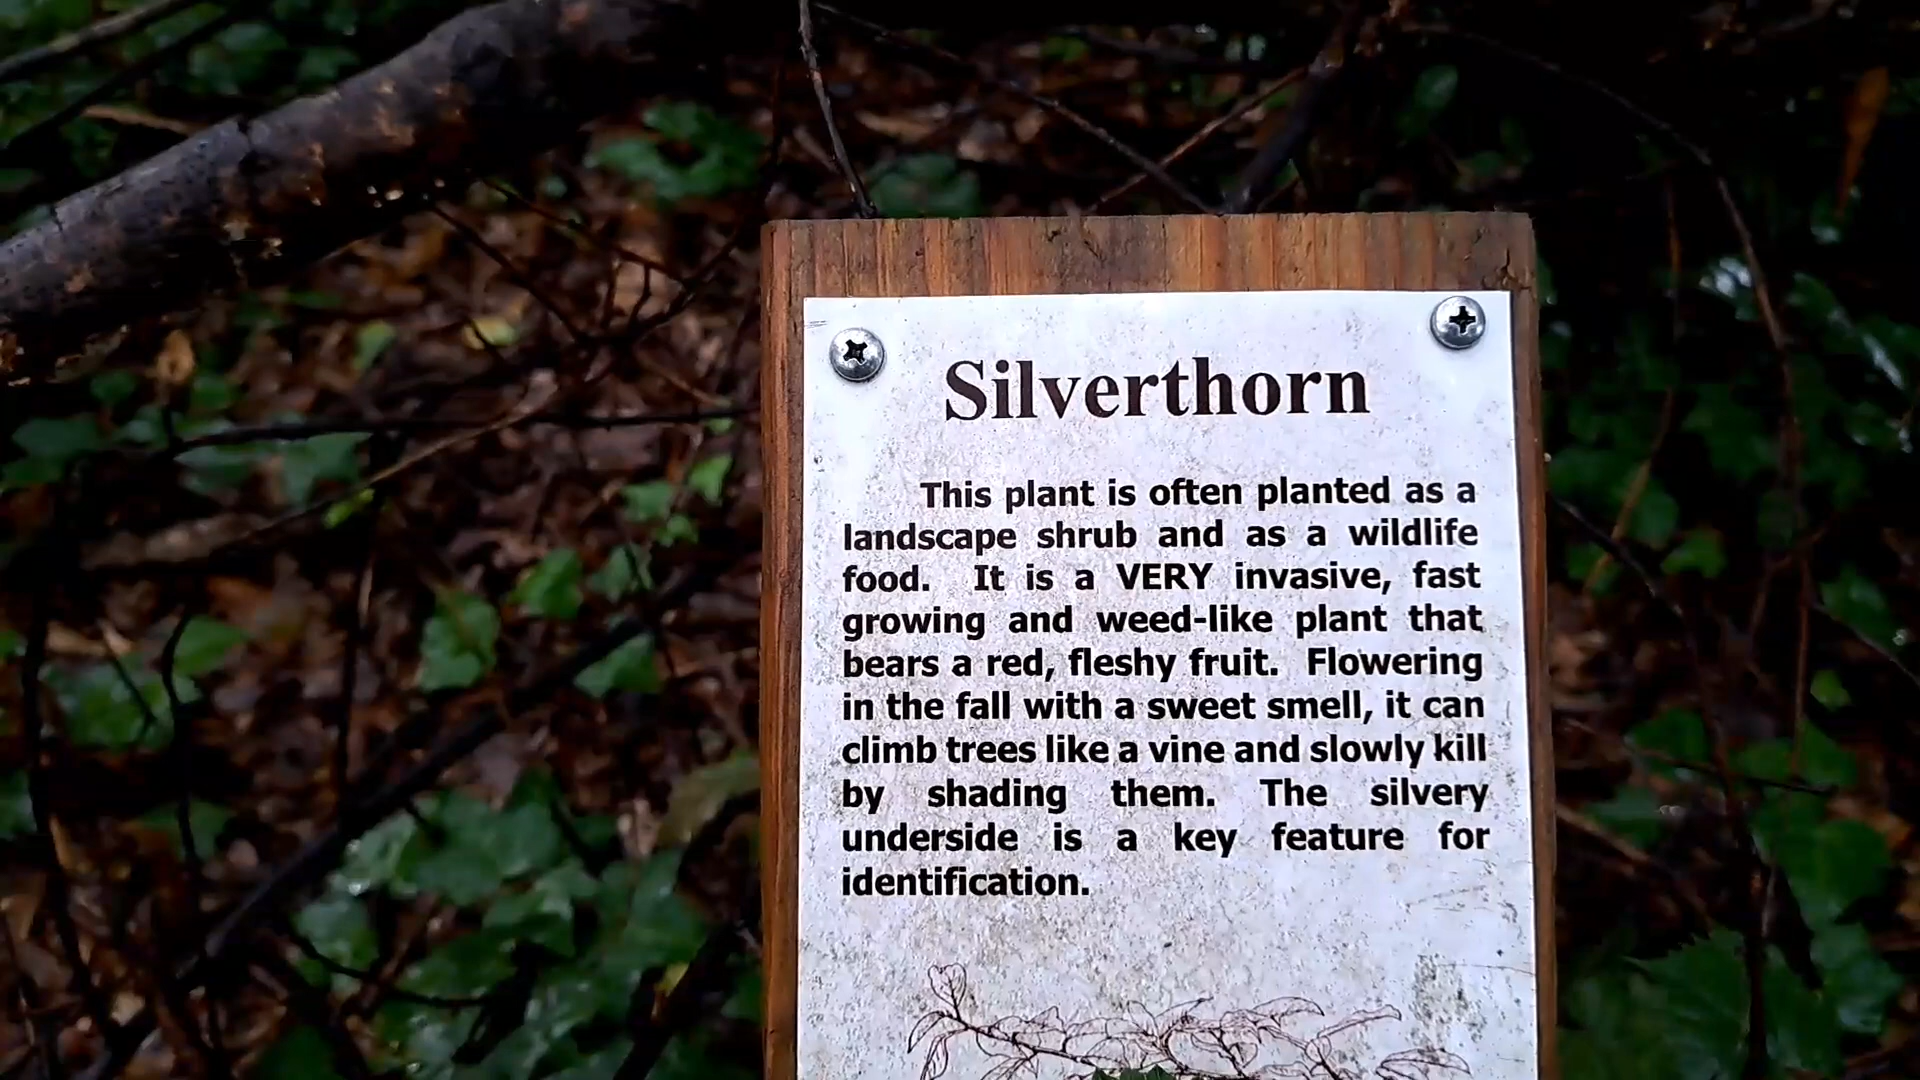 Silverthorn
This plant is often planted as a
landscape shrub and as a wildlife
food. It is a VERY invasive, fast
growing and weed-like plant that
bears a red, fleshy fruit. Flowering
in the fall with a sweet smell, it can
climb trees like a vine and slowly kill
by shading them. The silvery
underside is a key feature for
identification.